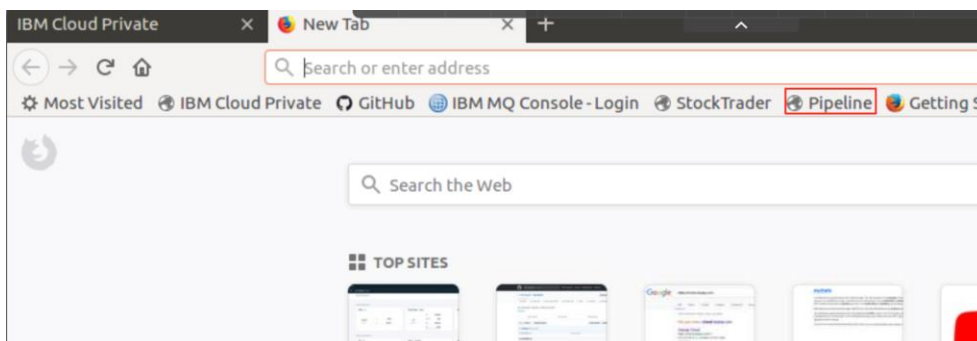 IBM Cloud Private New Tab
Search or enter address
Most Visited IBM Cloud Private GitHub IBM MQ Console - Login StockTrader Pipeline Getting
Search the Web
TOP SITES
Google